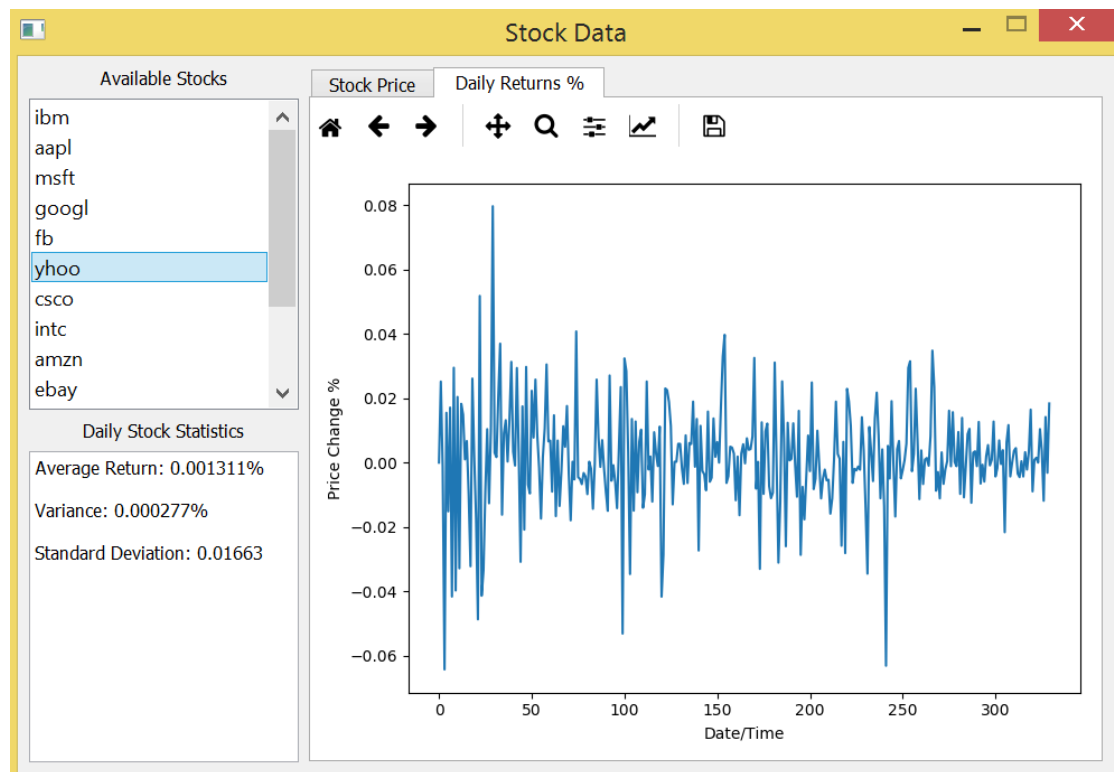 Stock Data
Available Stocks
ibm
aapl
msft
googl
fb
yhoo
csco
intc
amzn
ebay
Daily Stock Statistics
Average Return: 0.001311%
Variance: 0.000277%
Standard Deviation: 0.01663
Stock Price
Daily Returns %
0.08
0.06
0.04
0.02
0.00
−0.02
−0.04
−0.06
Price Change %
0 50 100 150 200 250 300
Date/Time